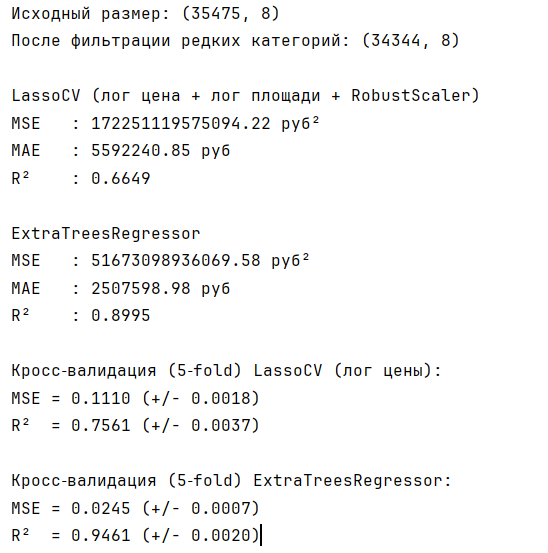 Исходный размер: (35475, 8)
После фильтрации редких категорий: (34344, 8)
LassoCV (лог цена + лог площади + RobustScaler)
MSE   : 172251119575094.22 руб²
MAE   : 5592240.85 руб
R²    : 0.6649
ExtraTreesRegressor
MSE   : 51673098936069.58 руб²
MAE   : 2507598.98 руб
R²    : 0.8995
Кросс-валидация (5-fold) LassoCV (лог цены):
MSE = 0.1110 (+/- 0.0018)
R²  = 0.7561 (+/- 0.0037)
Кросс-валидация (5-fold) ExtraTreesRegressor:
MSE = 0.0245 (+/- 0.0007)
R²  = 0.9461 (+/- 0.0020)